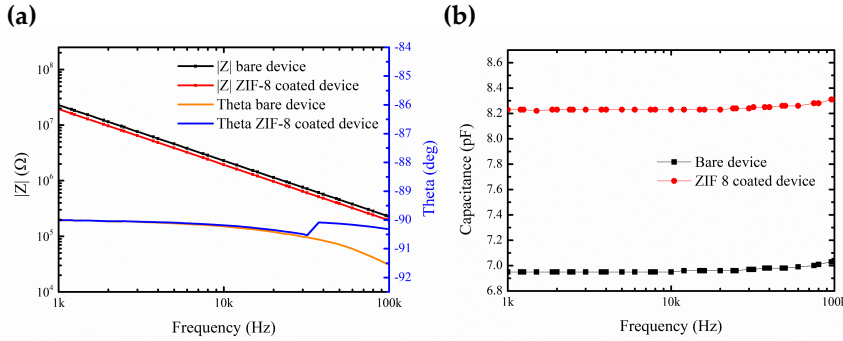 (a)
10⁸
10⁷
10⁶
10⁵
10⁴
|Z| (Ω)
|Z| bare device
|Z| ZIF-8 coated device
Theta bare device
Theta ZIF-8 coated device
-84
-85
-86
-87
-88
-89
-90
-91
-92
Theta (deg)
1k
10k
100k
Frequency (Hz)
(b)
8.6
8.4
8.2
8.0
7.8
7.6
7.4
7.2
7.0
6.8
Capacitance (pF)
Bare device
ZIF 8 coated device
1k
10k
100k
Frequency (Hz)